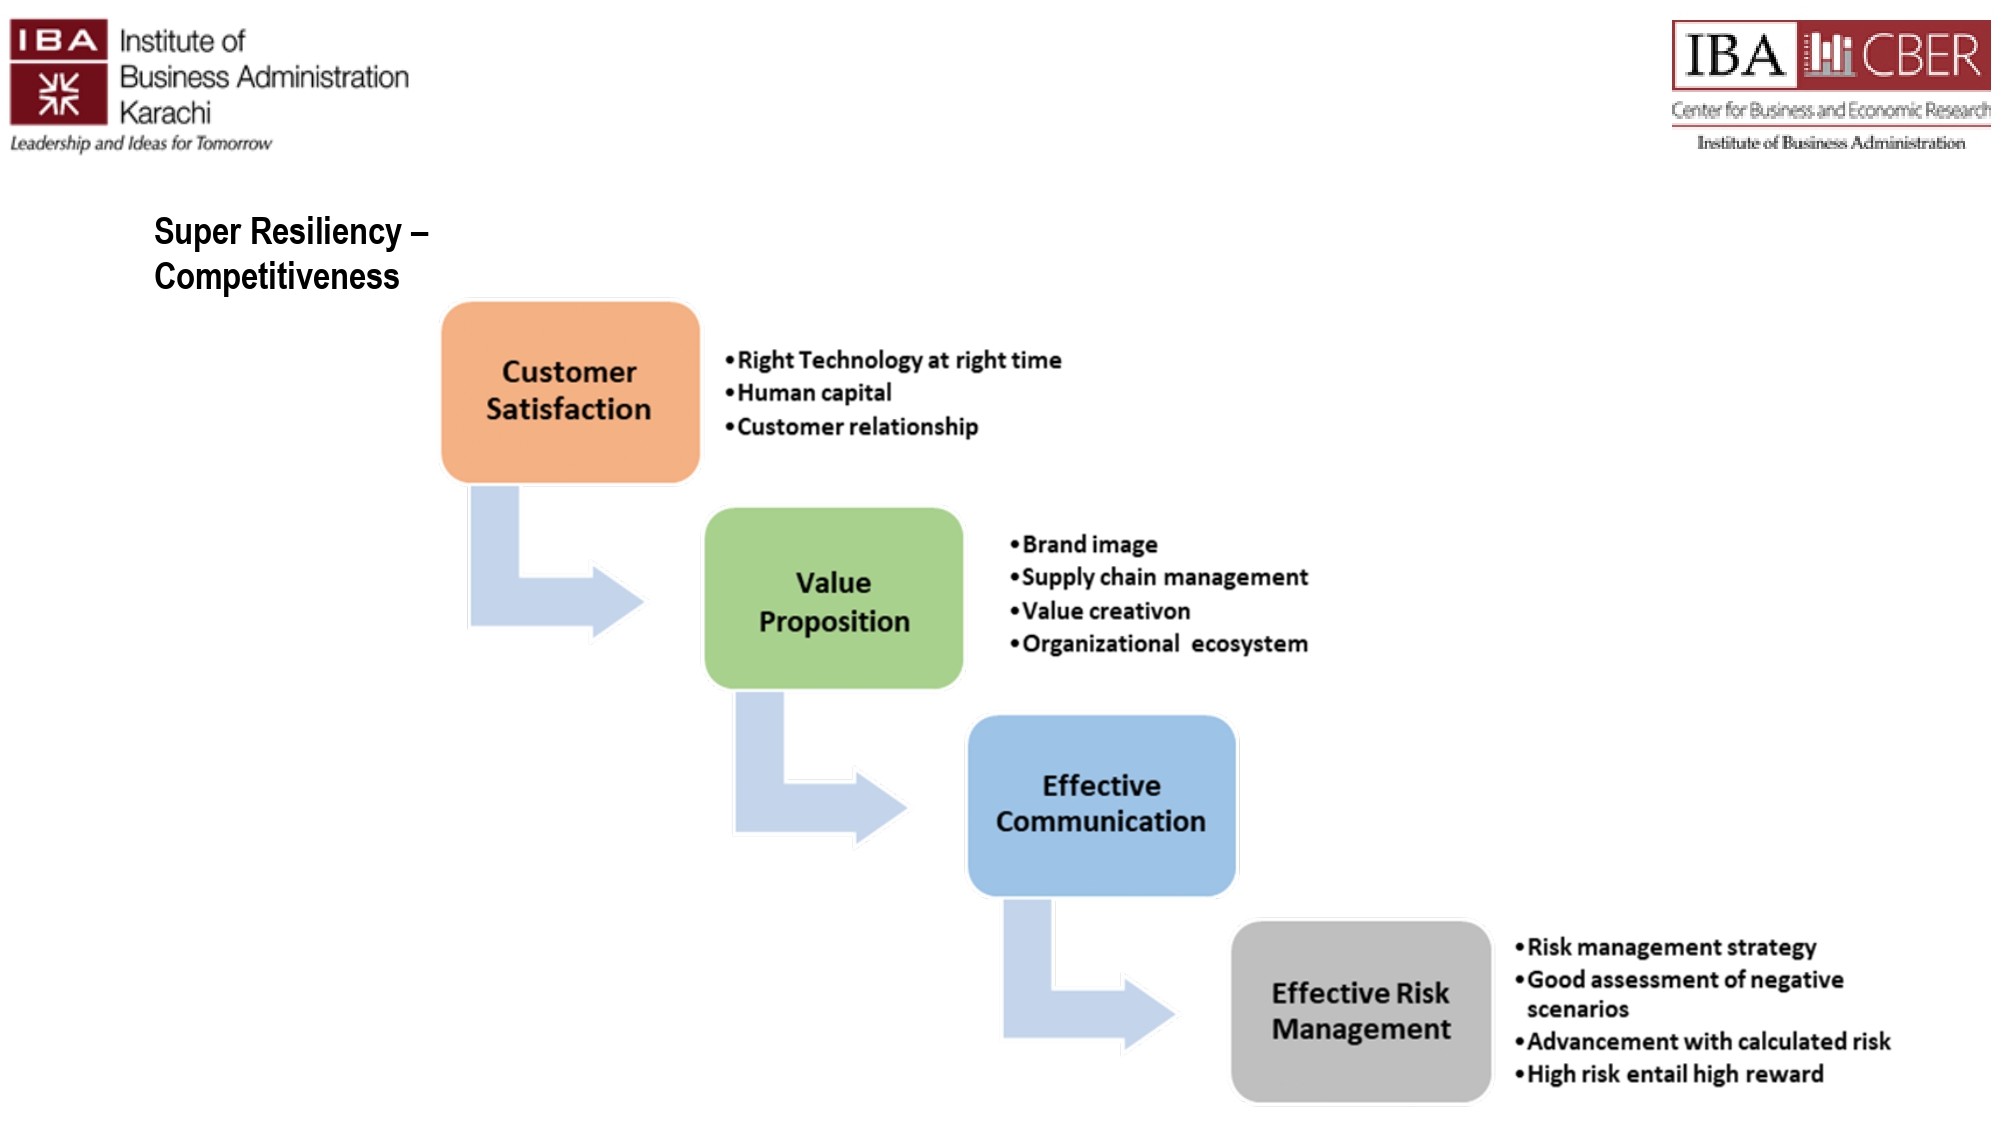 IBA
Institute of
Business Administration
Karachi
Leadership and Ideas for Tomorrow
IBA CBER
Center for Business and Economic Research
Institute of Business Administration
Super Resiliency –
Competitiveness
Customer
Satisfaction
•Right Technology at right time
•Human capital
•Customer relationship
Value
Proposition
•Brand image
•Supply chain management
•Value creativon
•Organizational ecosystem
Effective
Communication
Effective Risk
Management
•Risk management strategy
•Good assessment of negative
scenarios
•Advancement with calculated risk
•High risk entail high reward